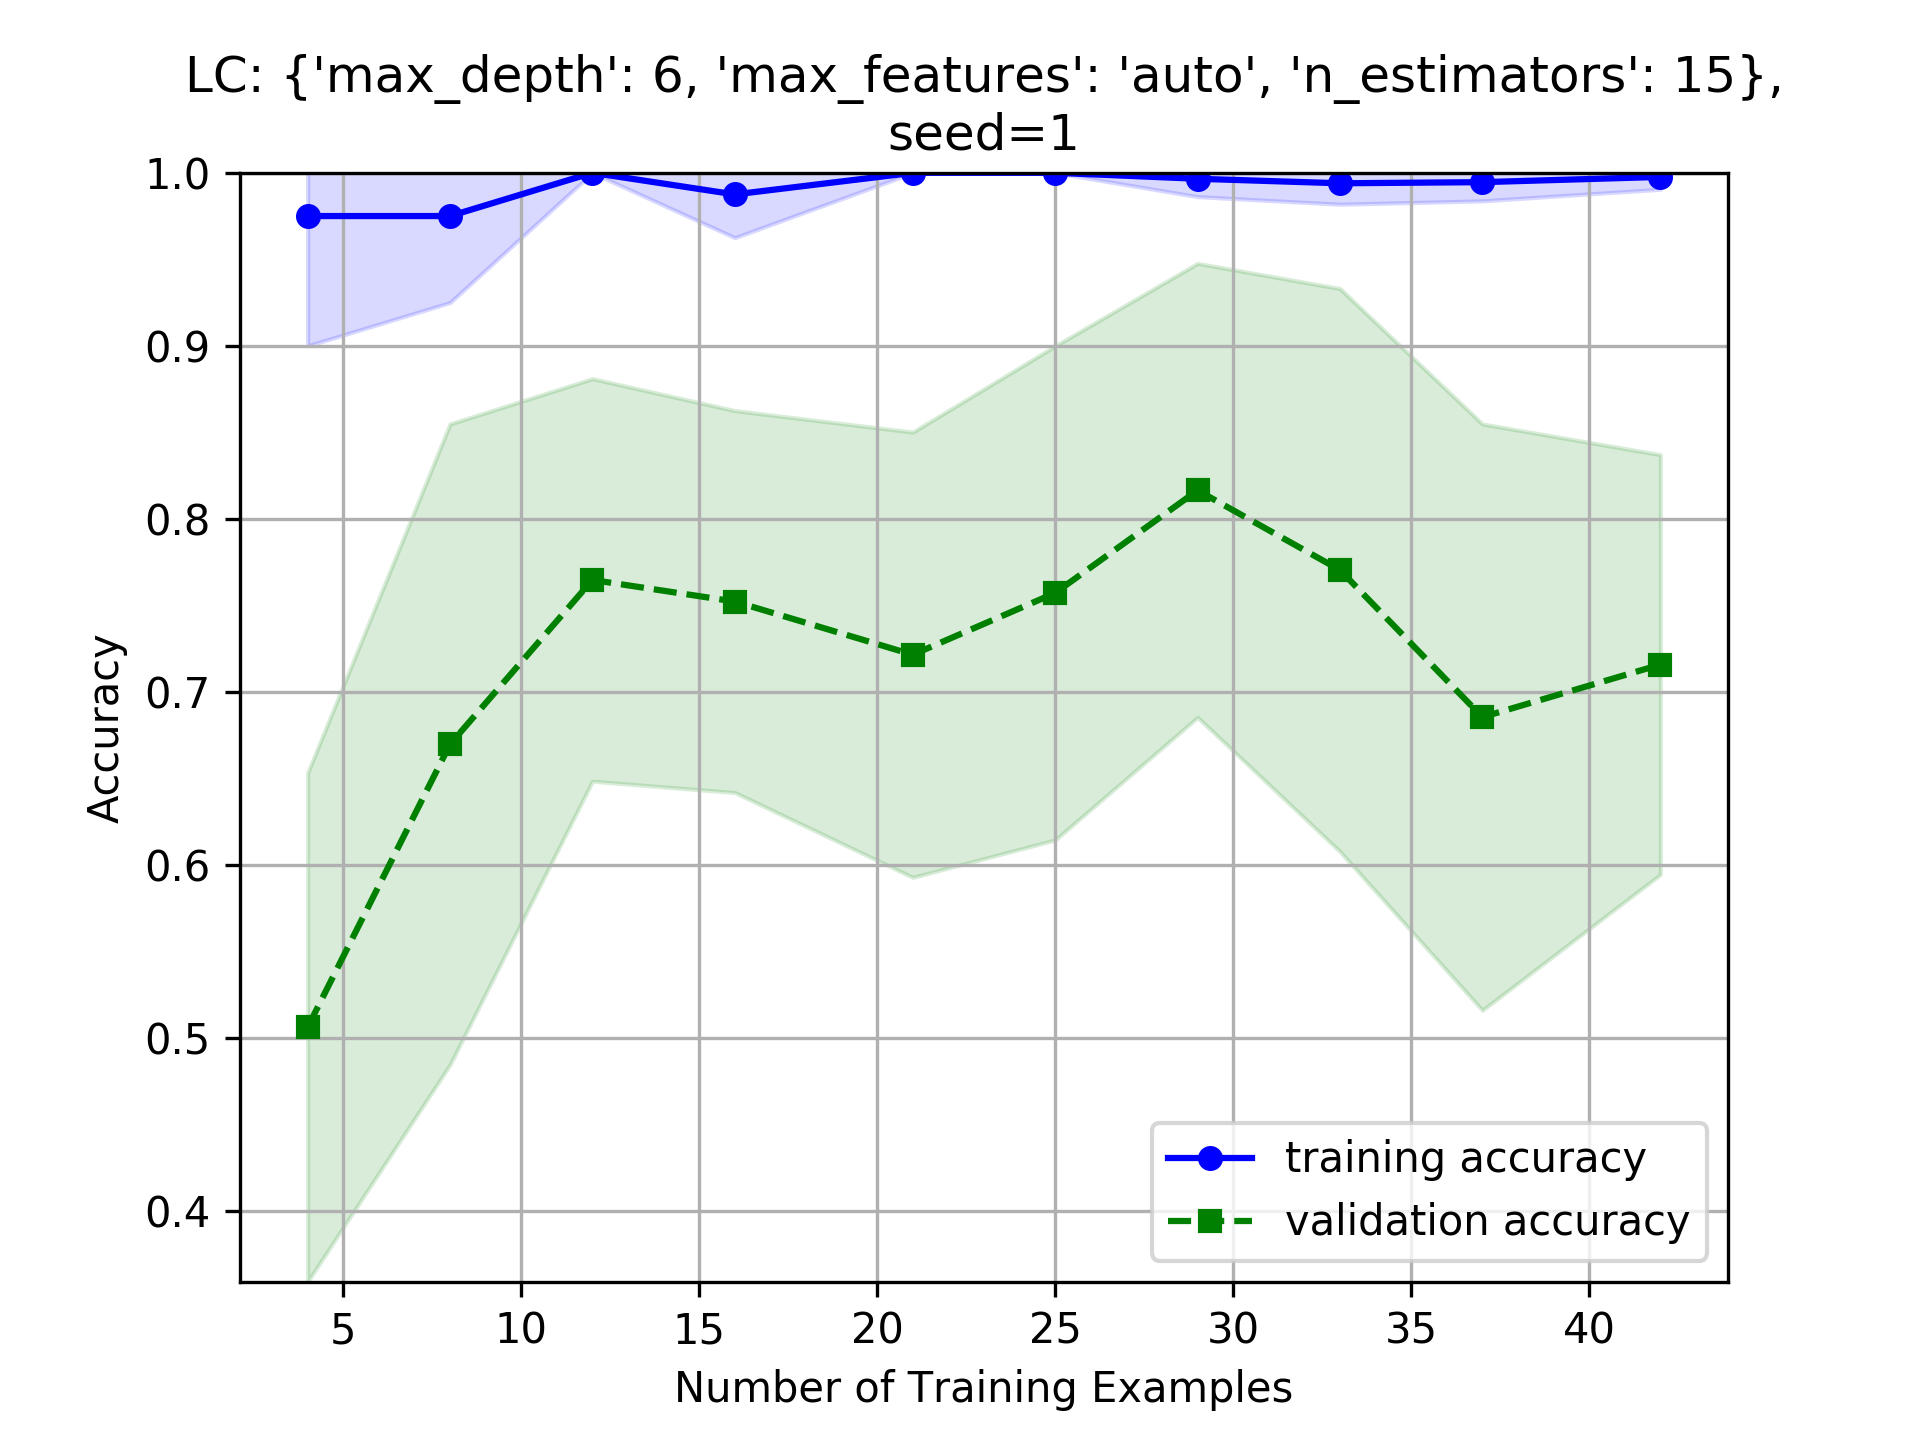 LC: {'max_depth': 6, 'max_features': 'auto', 'n_estimators': 15},
seed=1
1.0
0.9
0.8
0.7
0.6
0.5
0.4
Accuracy
training accuracy
validation accuracy
5 10 15 20 25 30 35 40
Number of Training Examples